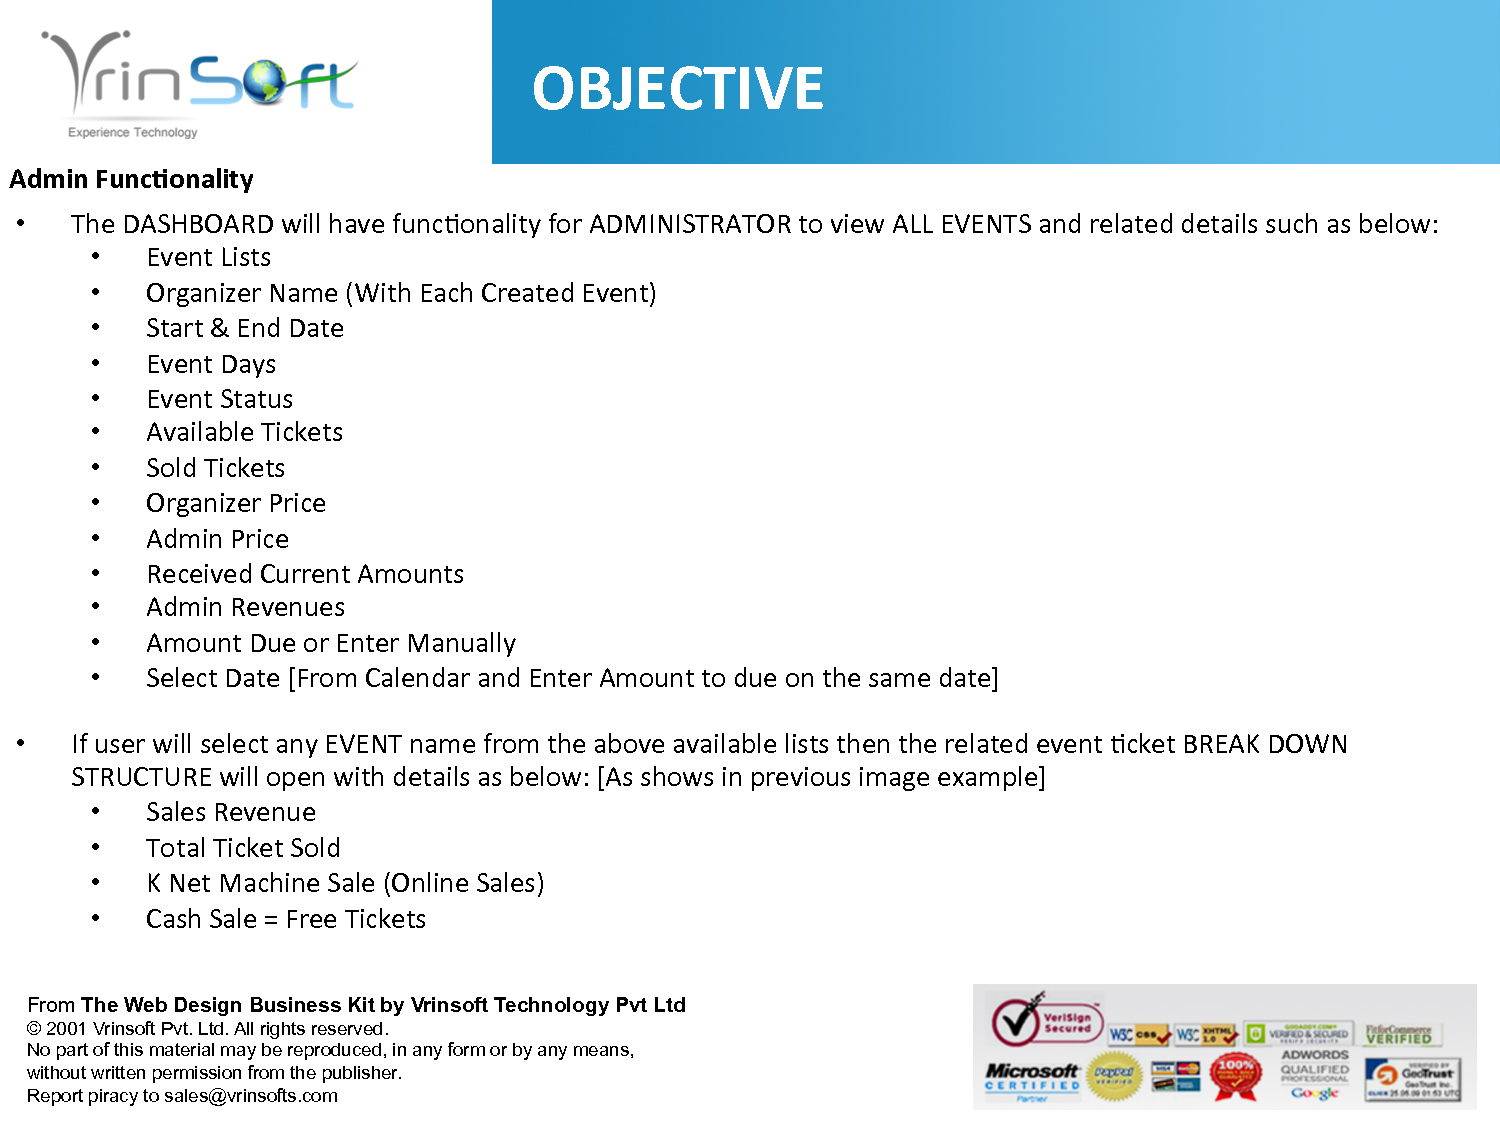 VrinSoft
Experience Technology
OBJECTIVE
Admin Functionality
• The DASHBOARD will have functionality for ADMINISTRATOR to view ALL EVENTS and related details such as below:
• Event Lists
• Organizer Name (With Each Created Event)
• Start & End Date
• Event Days
• Event Status
• Available Tickets
• Sold Tickets
• Organizer Price
• Admin Price
• Received Current Amounts
• Admin Revenues
• Amount Due or Enter Manually
• Select Date [From Calendar and Enter Amount to due on the same date]
• If user will select any EVENT name from the above available lists then the related event ticket BREAK DOWN
STRUCTURE will open with details as below: [As shows in previous image example]
• Sales Revenue
• Total Ticket Sold
• K Net Machine Sale (Online Sales)
• Cash Sale = Free Tickets
From The Web Design Business Kit by Vrinsoft Technology Pvt Ltd
© 2001 Vrinsoft Pvt. Ltd. All rights reserved.
No part of this material may be reproduced, in any form or by any means,
without written permission from the publisher.
Report piracy to sales@vrinsofts.com
VeriSign
Secured
W3C CSS
W3C XHTML 1.0
VERIFIED & SECURED
VERIFY SECURITY
FitforCommerce
VERIFIED
Microsoft
CERTIFIED
Partner
PayPal
VERIFIED
100%
ADWORDS
QUALIFIED
PROFESSIONAL
Google
VERIFIED BY
GeoTrust
GeoTrust Inc.